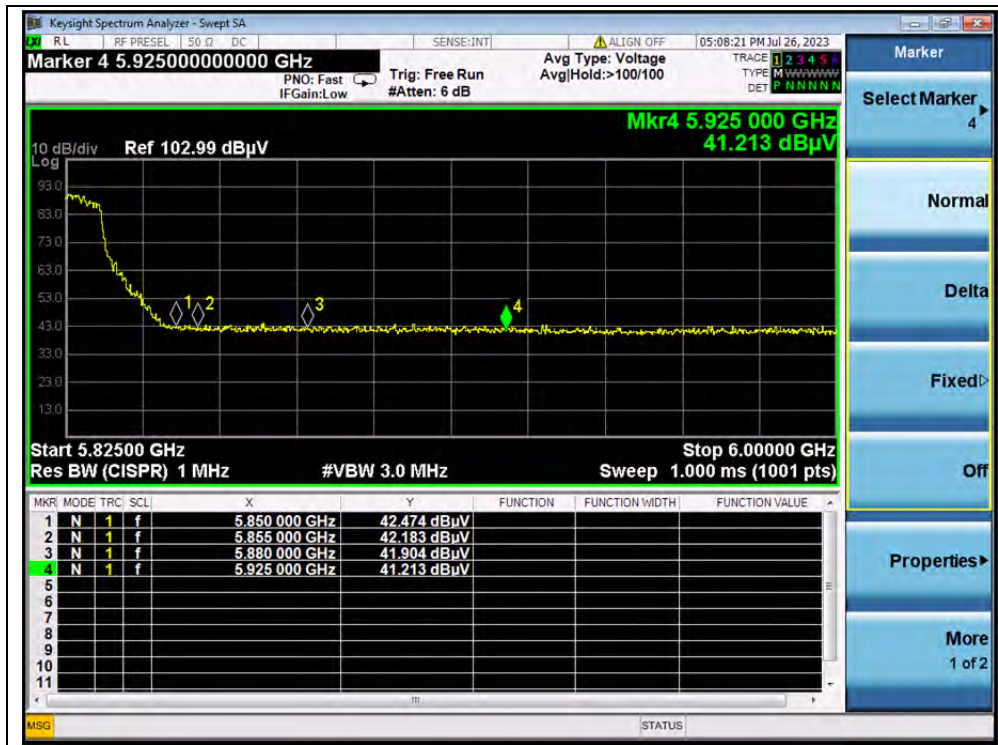 Keysight Spectrum Analyzer - Swept SA
LXI RL RF PRESEL 50 Ω DC SENSE:INT ALIGN OFF 05:08:21 PM Jul 26, 2023
Marker 4 5.925000000000 GHz
PNO: Fast
IFGain:Low
Trig: Free Run
#Atten: 6 dB
Avg Type: Voltage
Avg|Hold:>100/100
TRACE 1 2 3 4 5 6
TYPE M WWWWW
DET P N N N N N
Mkr4 5.925 000 GHz
41.213 dBµV
10 dB/div Ref 102.99 dBµV
Log
93.0
83.0
73.0
63.0
53.0
43.0
33.0
23.0
13.0
1 2 3 4
Start 5.82500 GHz Stop 6.00000 GHz
Res BW (CISPR) 1 MHz #VBW 3.0 MHz Sweep 1.000 ms (1001 pts)
MKR MODE TRC SCL X Y FUNCTION FUNCTION WIDTH FUNCTION VALUE
1 N 1 f 5.850 000 GHz 42.474 dBµV
2 N 1 f 5.855 000 GHz 42.183 dBµV
3 N 1 f 5.880 000 GHz 41.904 dBµV
4 N 1 f 5.925 000 GHz 41.213 dBµV
5
6
7
8
9
10
11
MSG STATUS
Marker
Select Marker
4
Normal
Delta
Fixed
Off
Properties
More
1 of 2